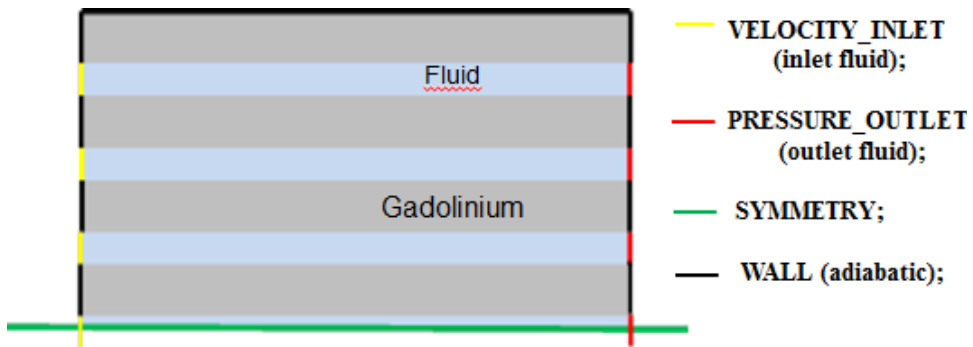 Fluid
Gadolinium
VELOCITY_INLET
(inlet fluid);
PRESSURE_OUTLET
(outlet fluid);
SYMMETRY;
WALL (adiabatic);